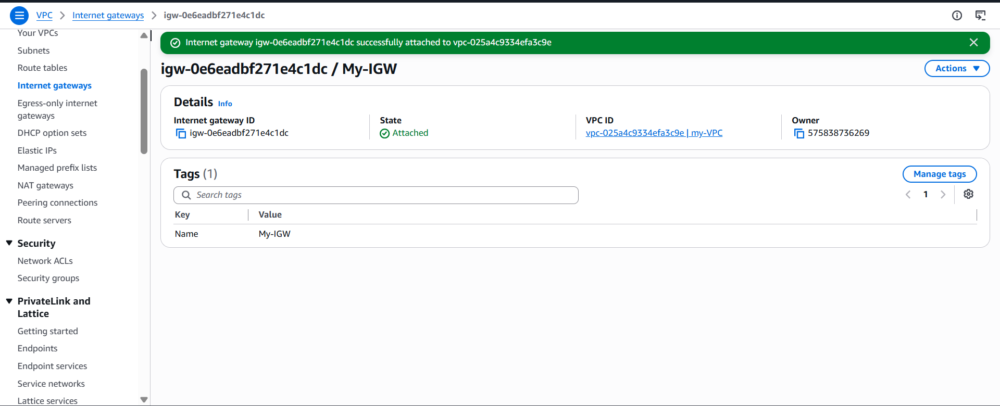 VPC > Internet gateways > igw-0e6eadbf271e4c1dc
Your VPCs
Subnets
Route tables
Internet gateways
Egress-only internet
gateways
DHCP option sets
Elastic IPs
Managed prefix lists
NAT gateways
Peering connections
Route servers
Security
Network ACLs
Security groups
PrivateLink and
Lattice
Getting started
Endpoints
Endpoint services
Service networks
Lattice services
Internet gateway igw-0e6eadbf271e4c1dc successfully attached to vpc-025a4c9334efa3c9e
igw-0e6eadbf271e4c1dc / My-IGW
Actions
Details Info
Internet gateway ID
igw-0e6eadbf271e4c1dc
State
Attached
VPC ID
vpc-025a4c9334efa3c9e | my-VPC
Owner
575838736269
Tags (1)
Manage tags
Search tags
1
Key Value
Name My-IGW